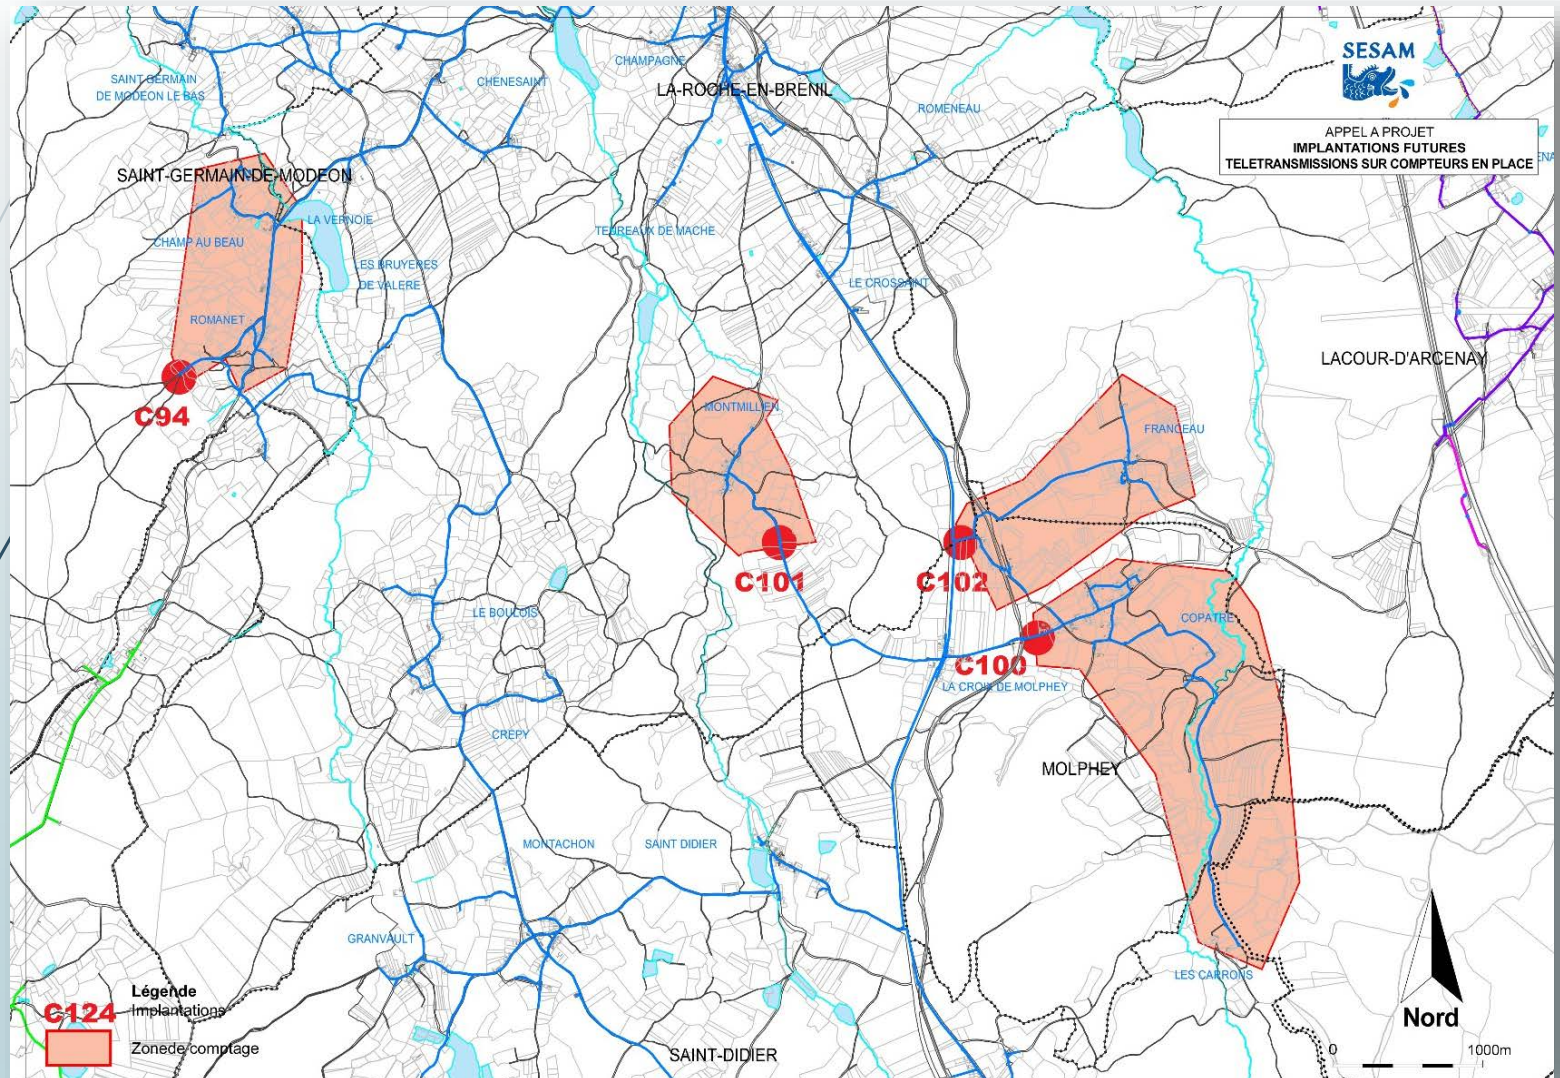 SAINT GERMAIN
DE MODEON LE BAS
CHENESAINT
CHAMPAGNE
LA-ROCHE-EN-BRENIL
ROMENEAU
SESAM
APPEL A PROJET
IMPLANTATIONS FUTURES
TELETRANSMISSIONS SUR COMPTEURS EN PLACE
SAINT-GERMAIN-DE-MODEON
LA VERNOIE
CHAMP AU BEAU
LES BRUYERES
DE VALERE
TEUREAUX DE MACHE
LE CROSSAINT
ROMANET
LACOUR-D'ARCENAY
C94
MONTMILLIEN
FRANCEAU
C101
C102
LE BOULOIS
COPATRE
C100
LA CROIX DE MOLPHEY
CREPY
MOLPHEY
MONTACHON
SAINT DIDIER
GRANVAULT
LES CARRONS
Légende
C124
Implantations
Zonede comptage
SAINT-DIDIER
Nord
0
1000m